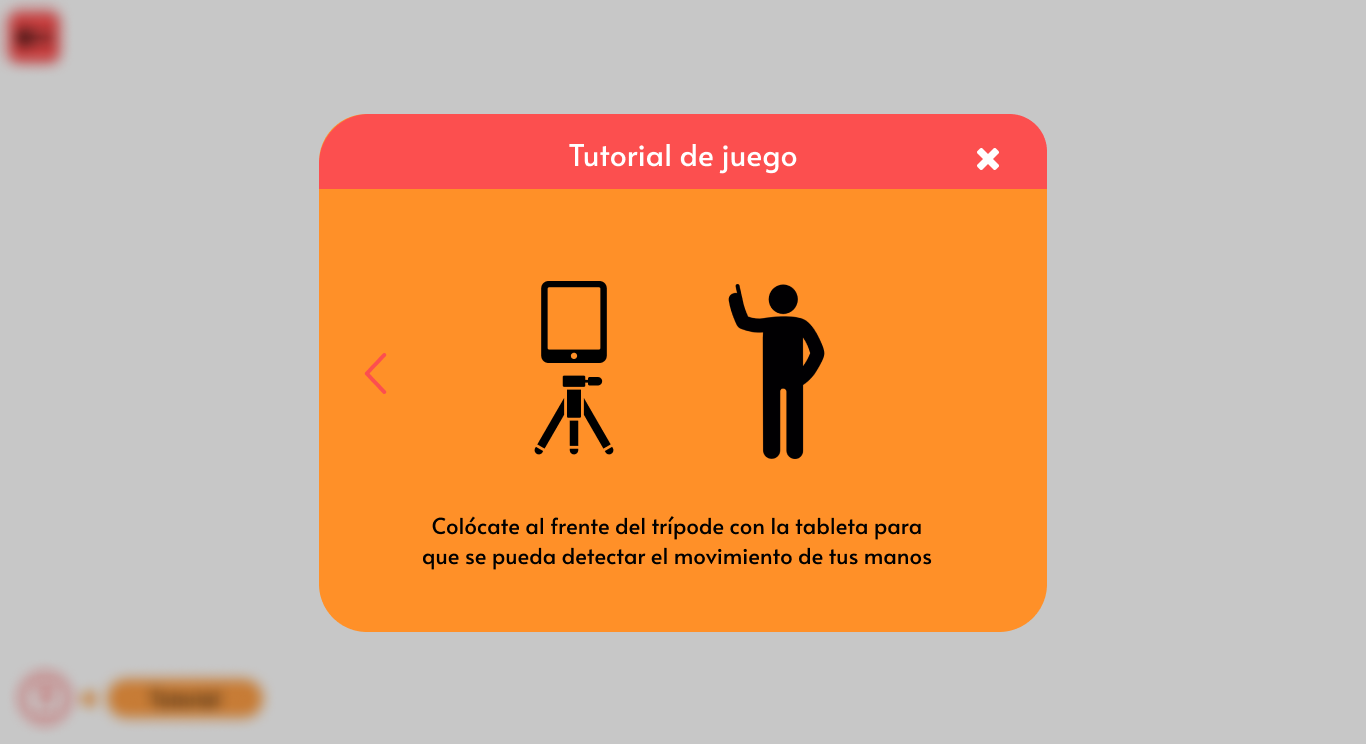 Tutorial de juego
Colócate al frente del trípode con la tableta para
que se pueda detectar el movimiento de tus manos
Tutorial